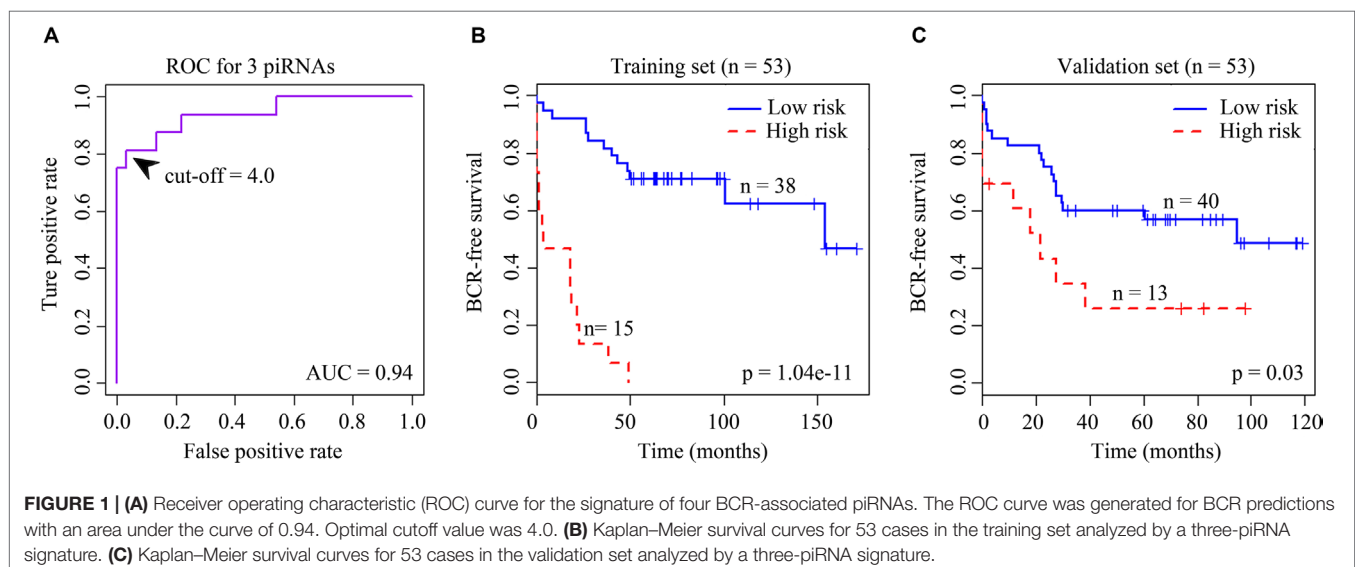 A
ROC for 3 piRNAs
Ture positive rate
0.0 0.2 0.4 0.6 0.8 1.0
cut-off = 4.0
AUC = 0.94
0.0 0.2 0.4 0.6 0.8 1.0
False positive rate
B
Training set (n = 53)
BCR-free survival
0.0 0.2 0.4 0.6 0.8 1.0
Low risk
High risk
n = 38
n= 15
p = 1.04e-11
0 50 100 150
Time (months)
C
Validation set (n = 53)
BCR-free survival
0.0 0.2 0.4 0.6 0.8 1.0
Low risk
High risk
n = 40
n = 13
p = 0.03
0 20 40 60 80 100 120
Time (months)
FIGURE 1 | (A) Receiver operating characteristic (ROC) curve for the signature of four BCR-associated piRNAs. The ROC curve was generated for BCR predictions
with an area under the curve of 0.94. Optimal cutoff value was 4.0. (B) Kaplan–Meier survival curves for 53 cases in the training set analyzed by a three-piRNA
signature. (C) Kaplan–Meier survival curves for 53 cases in the validation set analyzed by a three-piRNA signature.